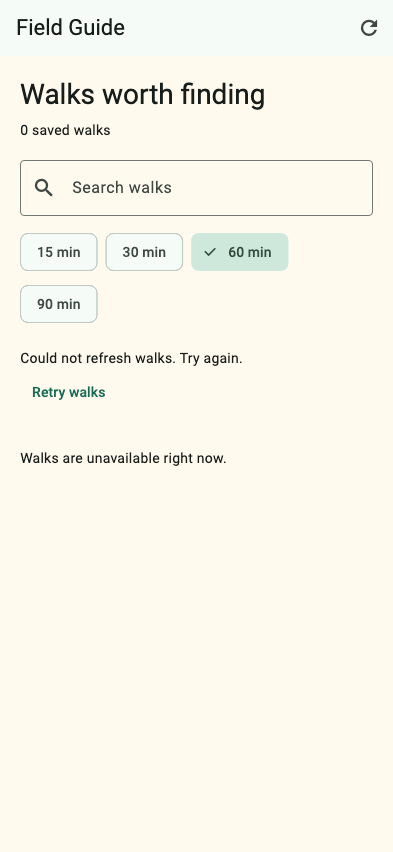 Field Guide
Walks worth finding
0 saved walks
Search walks
15 min
30 min
60 min
90 min
Could not refresh walks. Try again.
Retry walks
Walks are unavailable right now.